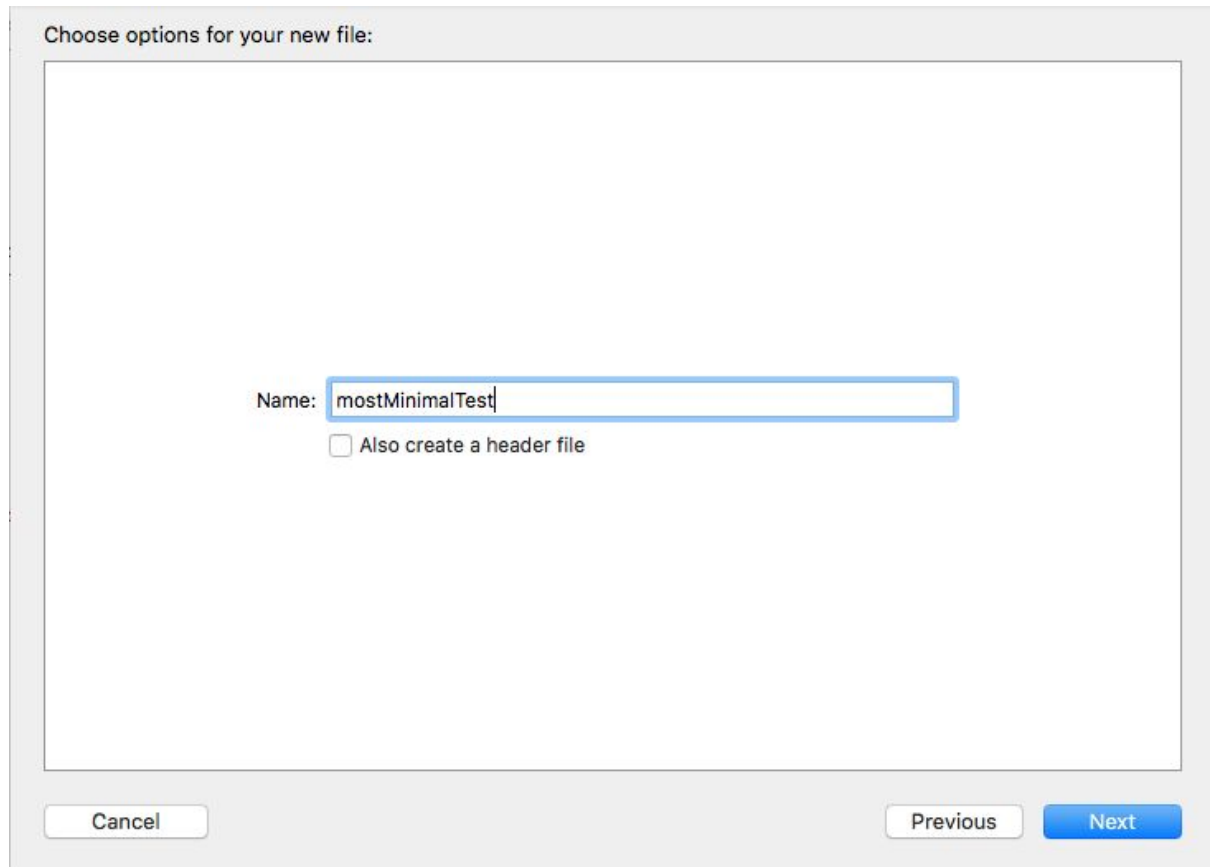 Choose options for your new file:
Name: mostMinimalTest
Also create a header file
Cancel Previous Next